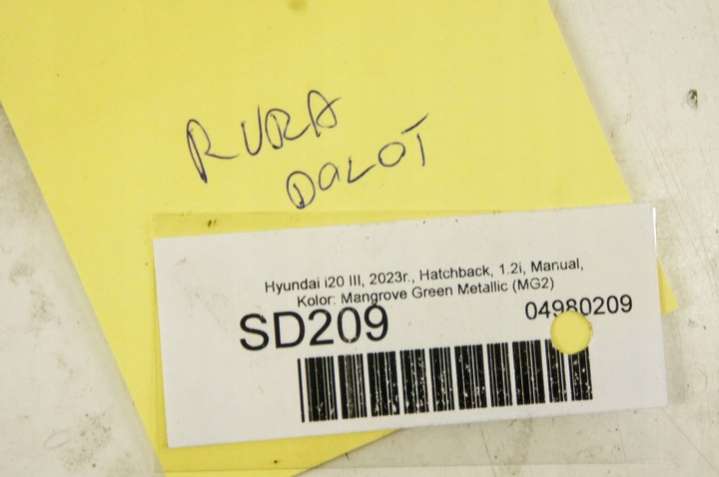 RURA
DOLOT
Hyundai i20 III, 2023r., Hatchback, 1.2i, Manual,
Kolor: Mangrove Green Metallic (MG2)
SD209
04980209